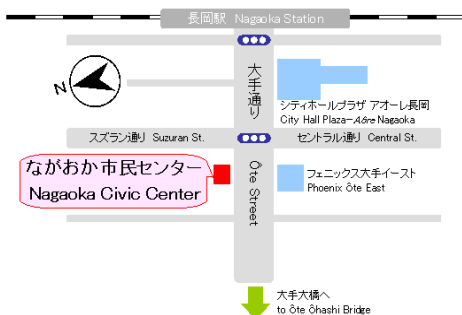 長岡駅 Nagaoka Station
大手通り
N
シティホールプラザ アオーレ長岡
City Hall Plaza-Aôre Nagaoka
スズラン通り Suzuran St.
セントラル通り Central St.
ながおか市民センター
Nagaoka Civic Center
Ôte Street
フェニックス大手イースト
Phoenix Ôte East
大手大橋へ
to Ôte Ôhashi Bridge